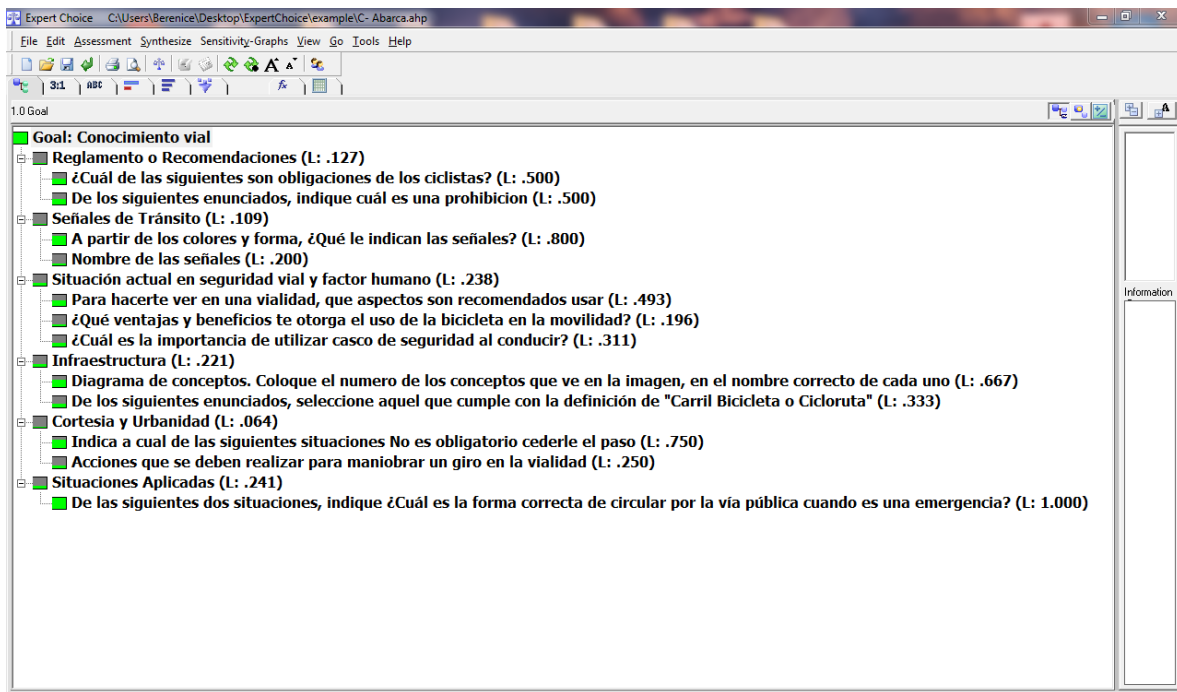 Expert Choice C:\Users\Berenice\Desktop\ExpertChoice\example\C- Abarca.ahp
File Edit Assessment Synthesize Sensitivity-Graphs View Go Tools Help
3:1 ABC fx
1.0 Goal
Goal: Conocimiento vial
Reglamento o Recomendaciones (L: .127)
¿Cuál de las siguientes son obligaciones de los ciclistas? (L: .500)
De los siguientes enunciados, indique cuál es una prohibicion (L: .500)
Señales de Tránsito (L: .109)
A partir de los colores y forma, ¿Qué le indican las señales? (L: .800)
Nombre de las señales (L: .200)
Situación actual en seguridad vial y factor humano (L: .238)
Para hacerte ver en una vialidad, que aspectos son recomendados usar (L: .493)
¿Qué ventajas y beneficios te otorga el uso de la bicicleta en la movilidad? (L: .196)
¿Cuál es la importancia de utilizar casco de seguridad al conducir? (L: .311)
Infraestructura (L: .221)
Diagrama de conceptos. Coloque el numero de los conceptos que ve en la imagen, en el nombre correcto de cada uno (L: .667)
De los siguientes enunciados, seleccione aquel que cumple con la definición de "Carril Bicicleta o Cicloruta" (L: .333)
Cortesia y Urbanidad (L: .064)
Indica a cual de las siguientes situaciones No es obligatorio cederle el paso (L: .750)
Acciones que se deben realizar para maniobrar un giro en la vialidad (L: .250)
Situaciones Aplicadas (L: .241)
De las siguientes dos situaciones, indique ¿Cuál es la forma correcta de circular por la vía pública cuando es una emergencia? (L: 1.000)
Information